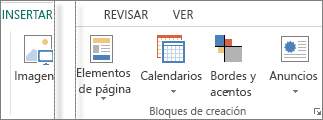 INSERTAR REVISAR VER
Imagen
Elementos de página
Calendarios
Bordes y acentos
Anuncios
Bloques de creación